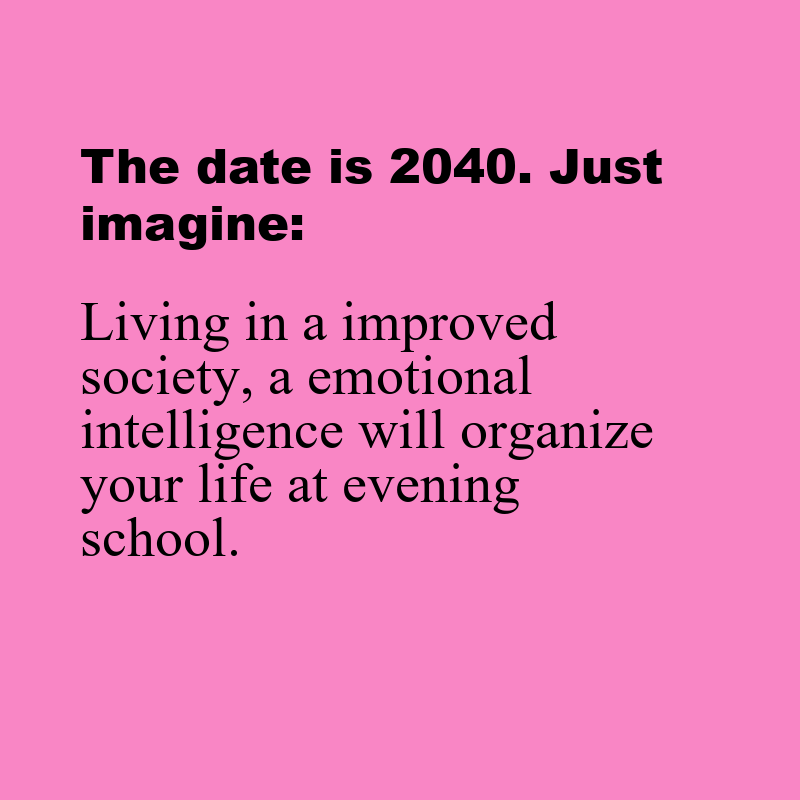 The date is 2040. Just
imagine:
Living in a improved
society, a emotional
intelligence will organize
your life at evening
school.